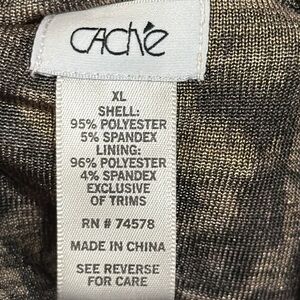 CACHÉ
XL
SHELL:
95% POLYESTER
5% SPANDEX
LINING:
96% POLYESTER
4% SPANDEX
EXCLUSIVE
OF TRIMS
RN # 74578
MADE IN CHINA
SEE REVERSE
FOR CARE